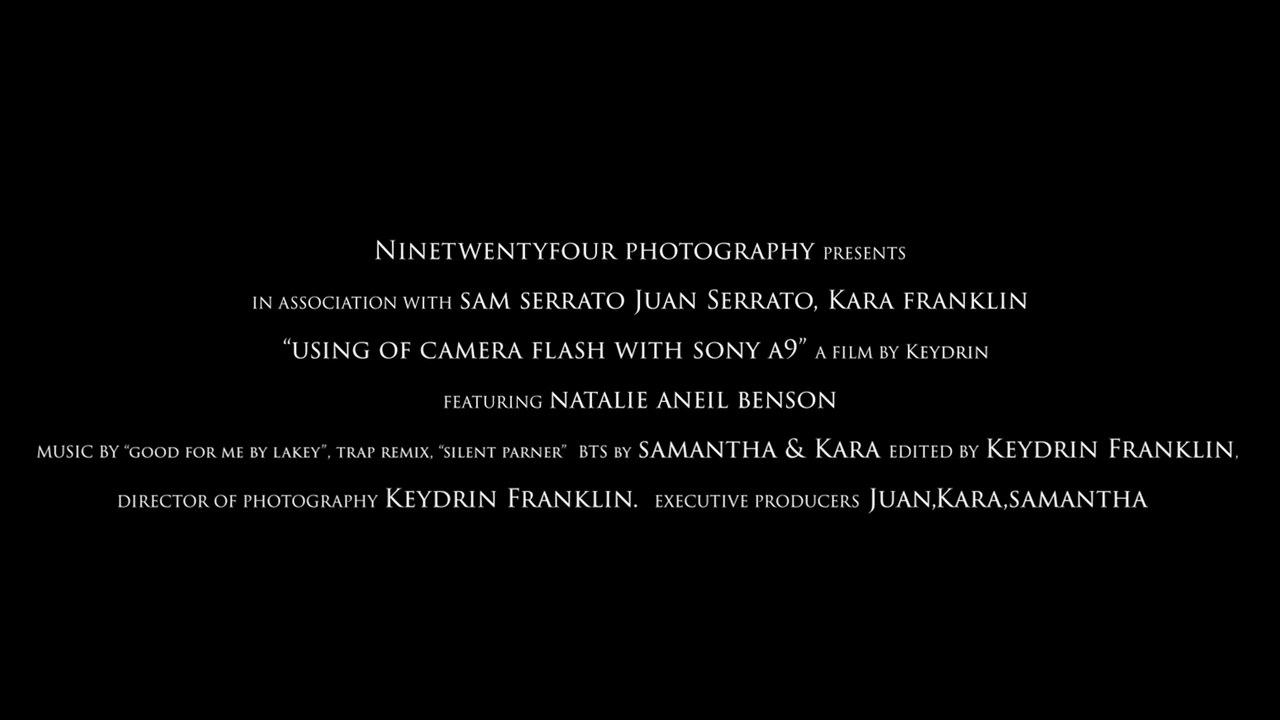 Ninetwentyfour photography presents
in association with sam serrato Juan Serrato, Kara franklin
“using of camera flash with sony a9” a film by Keydrin
featuring natalie aneil benson
music by “good for me by lakey”, trap remix, “silent parner” bts by samantha & Kara edited by Keydrin Franklin,
director of photography Keydrin Franklin. executive producers Juan,Kara,samantha